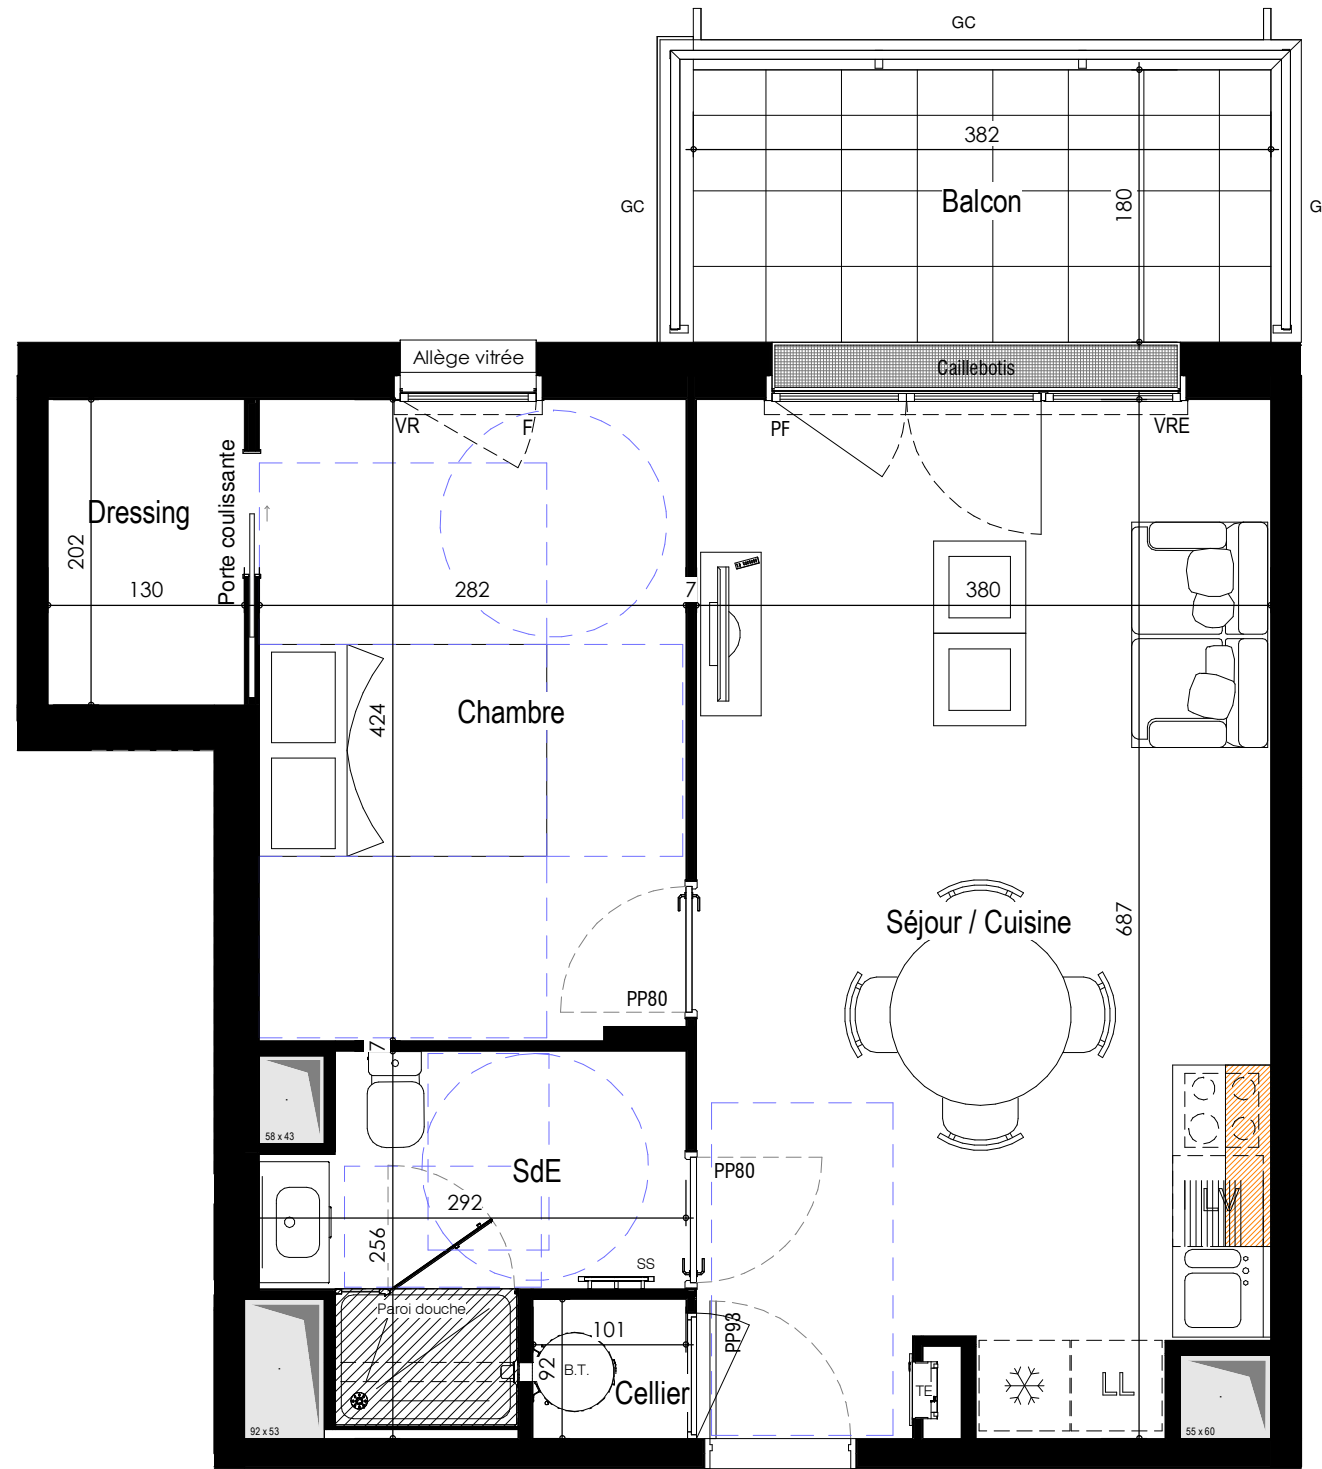 GC
382
GC
Balcon
180
G
Allège vitrée
Caillebotis
VR
F
PF
VRE
Dressing
Porte coulissante
202
130
282
7
380
424
Chambre
Séjour / Cuisine
687
PP80
7
58 x 43
SdE
PP80
292
LV
256
SS
Paroi douche
101
PP93
92
B.T.
Cellier
TE
LL
92 x 53
55 x 60